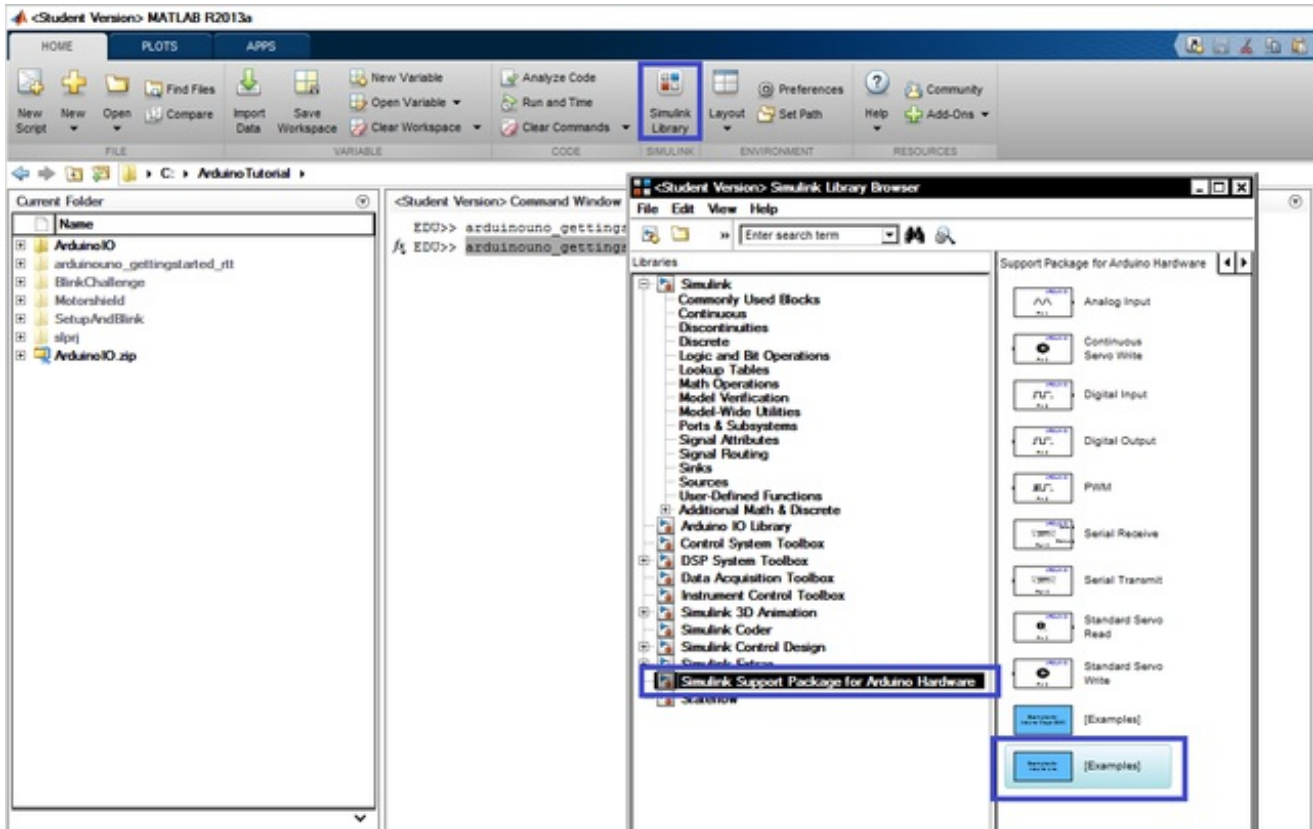 <Student Version> MATLAB R2013a
HOME PLOTS APPS
New Script
New
Open
Find Files
Compare
FILE
Import Data
Save Workspace
New Variable
Open Variable
Clear Workspace
VARIABLE
Analyze Code
Run and Time
Clear Commands
CODE
Simulink Library
SIMULINK
Layout
Preferences
Set Path
ENVIRONMENT
Help
Community
Add-Ons
RESOURCES
C: ArduinoTutorial
Current Folder
Name
ArduinoIO
arduinouno_gettingstarted_rtt
BlinkChallenge
Motorshield
SetupAndBlink
slprj
ArduinoIO.zip
<Student Version> Command Window
EDU>> arduinouno_gettings
fx EDU>> arduinouno_gettings
<Student Version> Simulink Library Browser
File Edit View Help
Enter search term
Libraries
Simulink
Commonly Used Blocks
Continuous
Discontinuities
Discrete
Logic and Bit Operations
Lookup Tables
Math Operations
Model Verification
Model-Wide Utilities
Ports & Subsystems
Signal Attributes
Signal Routing
Sinks
Sources
User-Defined Functions
Additional Math & Discrete
Arduino IO Library
Control System Toolbox
DSP System Toolbox
Data Acquisition Toolbox
Instrument Control Toolbox
Simulink 3D Animation
Simulink Coder
Simulink Control Design
Simulink Extras
Simulink Support Package for Arduino Hardware
Stateflow
Support Package for Arduino Hardware
Analog Input
Continuous
Servo Write
Digital Input
Digital Output
PWM
Serial Receive
Serial Transmit
Standard Servo
Read
Standard Servo
Write
[Examples]
[Examples]